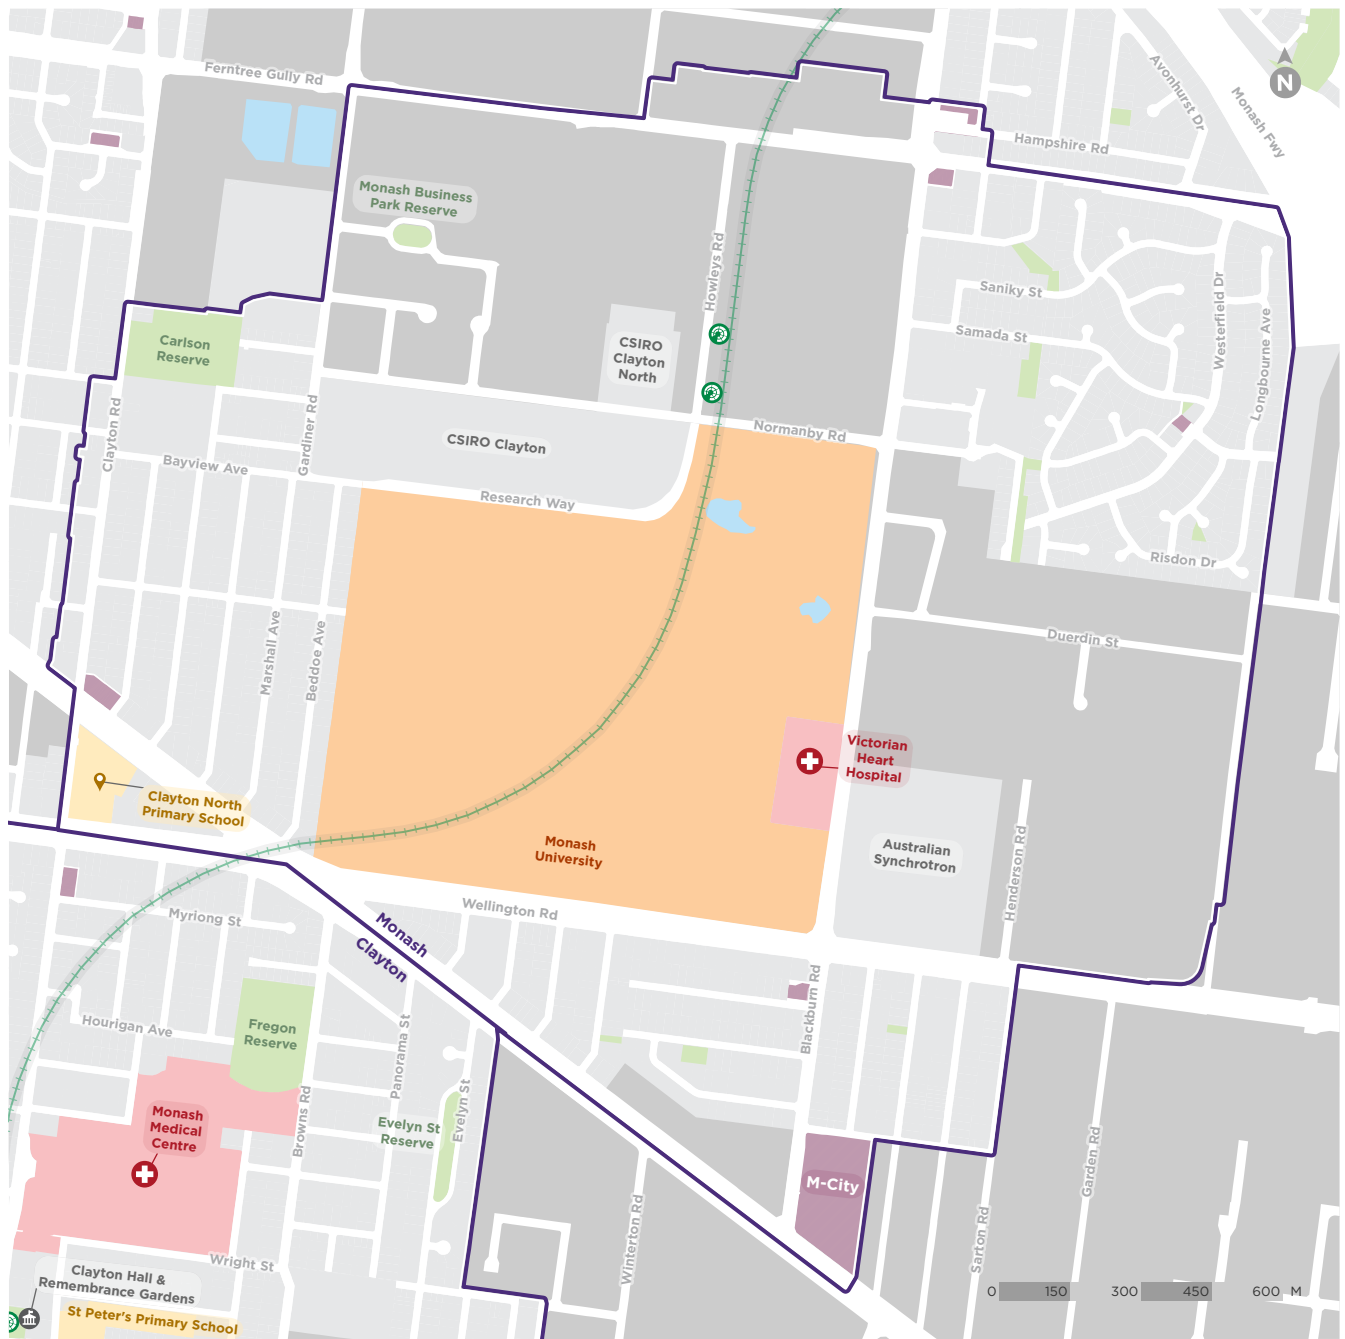 Ferntree Gully Rd
Avonhurst Dr
Monash Fwy
N
Hampshire Rd
Monash Business
Park Reserve
Howleys Rd
Saniky St
Westerfield Dr
Longbourne Ave
Samada St
Carlson
Reserve
CSIRO
Clayton
North
Clayton Rd
Gardiner Rd
Normanby Rd
CSIRO Clayton
Bayview Ave
Research Way
Risdon Dr
Marshall Ave
Beddoe Ave
Duerdin St
Victorian
Heart
Hospital
Clayton North
Primary School
Monash
University
Australian
Synchrotron
Henderson Rd
Wellington Rd
Myriong St
Monash
Clayton
Blackburn Rd
Hourigan Ave
Fregon
Reserve
Panorama St
Browns Rd
Evelyn St
Evelyn St
Reserve
Monash
Medical
Centre
M-City
Garden Rd
Winterton Rd
Sarton Rd
Wright St
Clayton Hall &
Remembrance Gardens
St Peter's Primary School
0 150 300 450 600 M